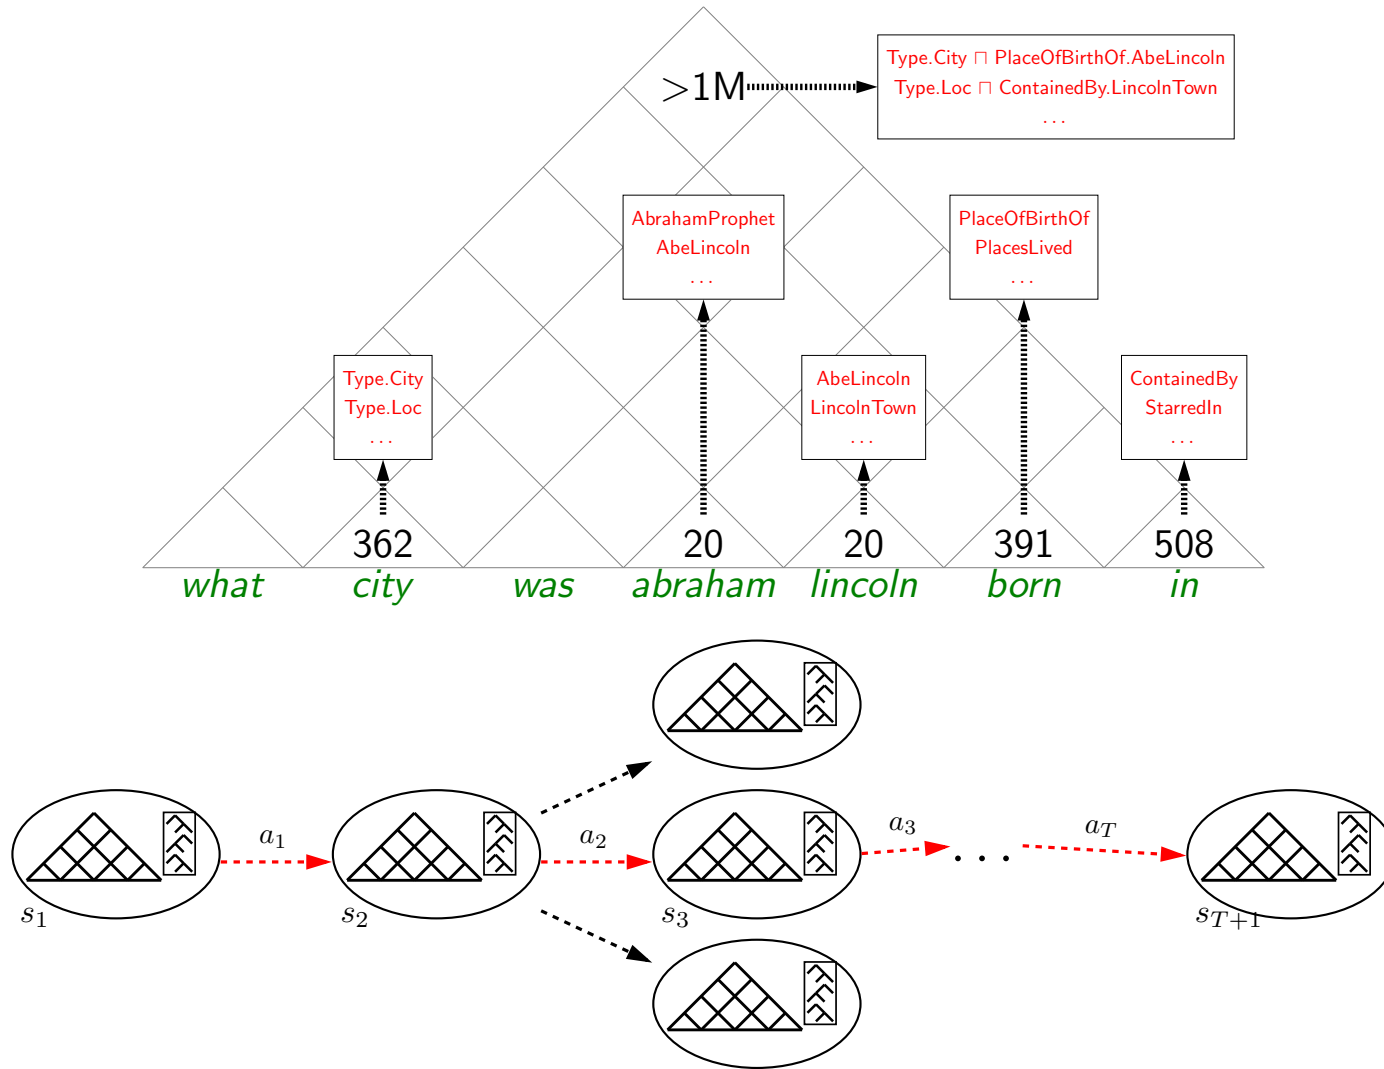 Type.City ⊓ PlaceOfBirthOf.AbeLincoln
Type.Loc ⊓ ContainedBy.LincolnTown
...
>1M
AbrahamProphet
AbeLincoln
...
PlaceOfBirthOf
PlacesLived
...
Type.City
Type.Loc
...
AbeLincoln
LincolnTown
...
ContainedBy
StarredIn
...
362 20 20 391 508
what city was abraham lincoln born in
a1 a2 a3 . . . aT
s1 s2 s3 sT+1